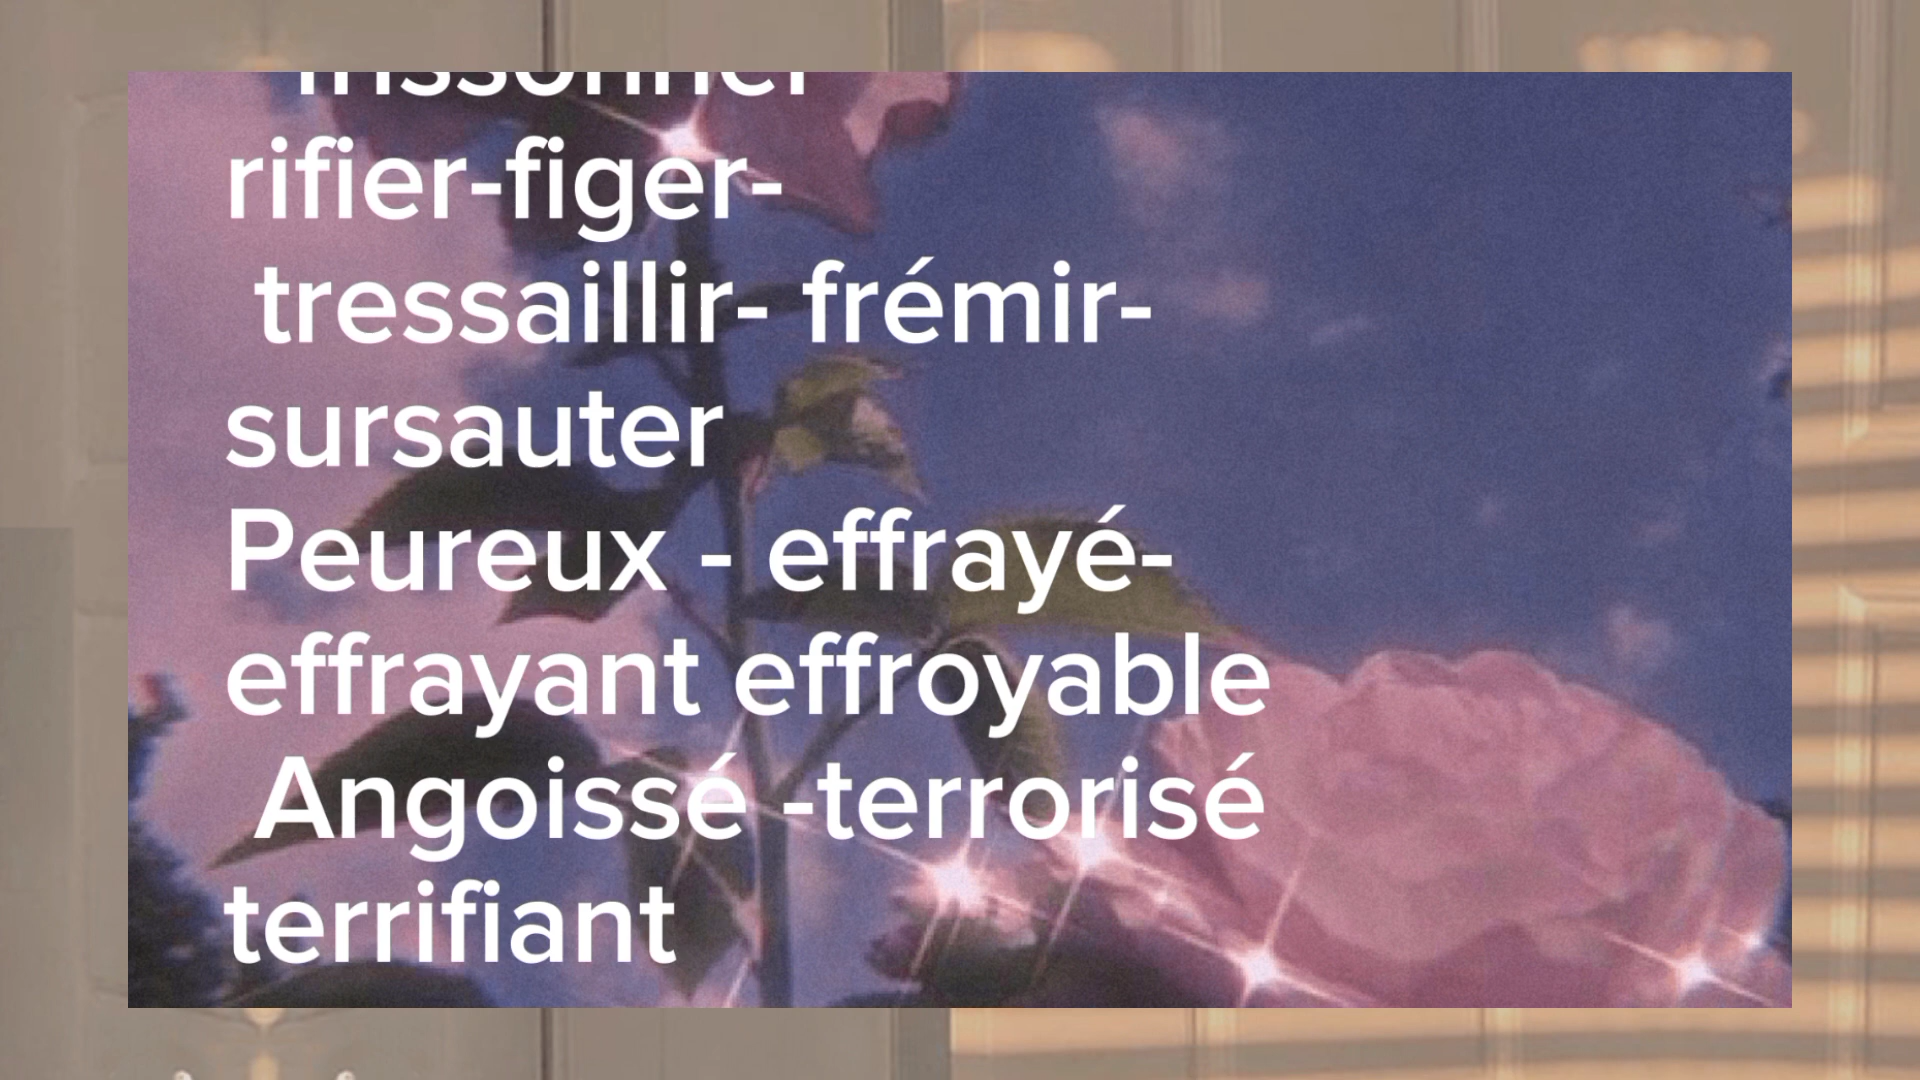 rifier-figer-
tressaillir- frémir-
sursauter
Peureux - effrayé-
effrayant effroyable
Angoissé -terrorisé
terrifiant